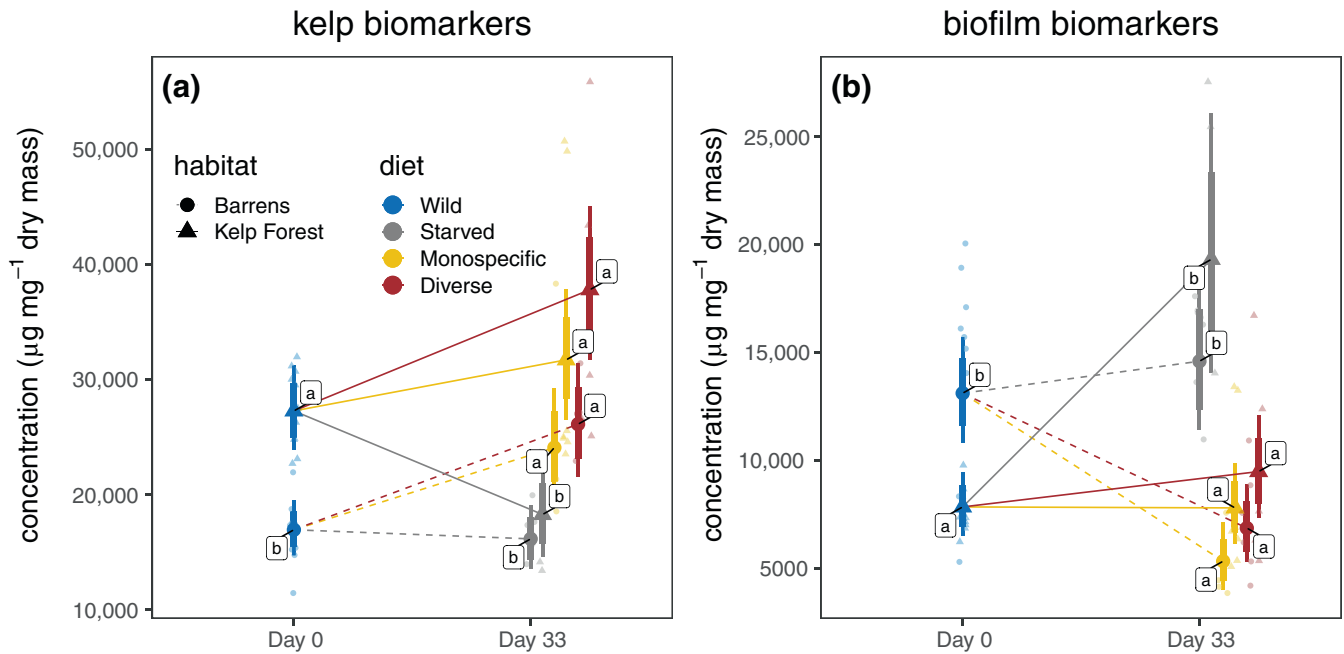 kelp biomarkers
biofilm biomarkers
(a)
concentration (μg mg⁻¹ dry mass)
50,000
40,000
30,000
20,000
10,000
habitat
Barrens
Kelp Forest
diet
Wild
Starved
Monospecific
Diverse
a
b
a
a
a
a
b
b
Day 0
Day 33
(b)
concentration (μg mg⁻¹ dry mass)
25,000
20,000
15,000
10,000
5000
b
a
b
b
a
a
a
a
Day 0
Day 33